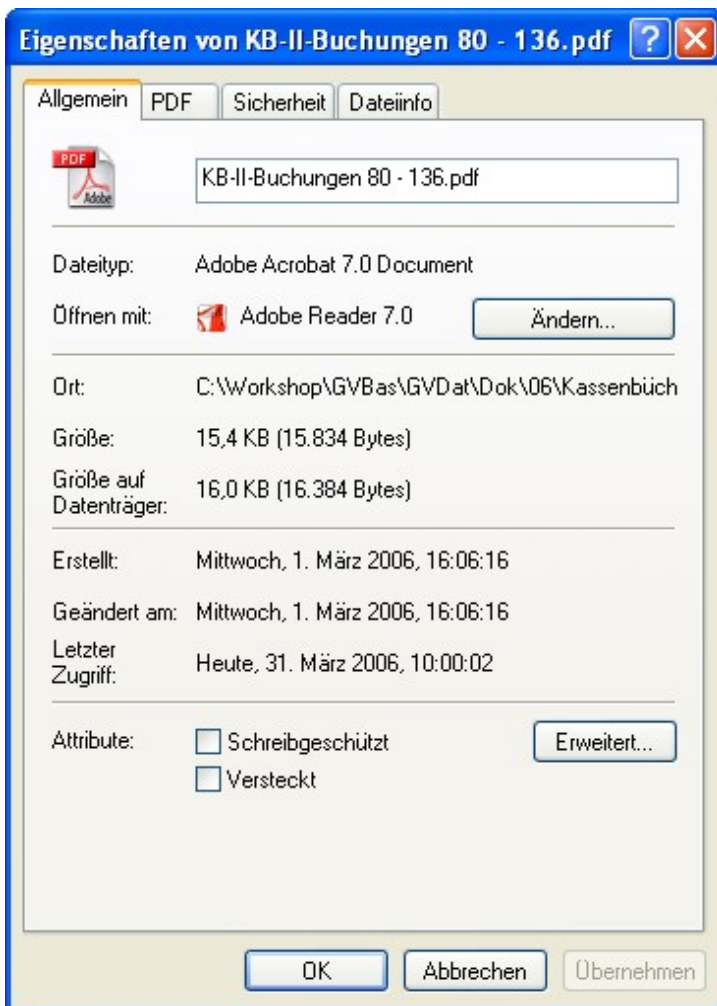 Eigenschaften von KB-II-Buchungen 80 - 136.pdf
Allgemein PDF Sicherheit Dateiinfo
PDF
Adobe
KB-II-Buchungen 80 - 136.pdf
Dateityp: Adobe Acrobat 7.0 Document
Öffnen mit: Adobe Reader 7.0 Ändern...
Ort: C:\Workshop\GVBas\GVDat\Dok\06\Kassenbüch
Größe: 15,4 KB (15.834 Bytes)
Größe auf
Datenträger: 16,0 KB (16.384 Bytes)
Erstellt: Mittwoch, 1. März 2006, 16:06:16
Geändert am: Mittwoch, 1. März 2006, 16:06:16
Letzter
Zugriff: Heute, 31. März 2006, 10:00:02
Attribute: Schreibgeschützt Erweitert...
Versteckt
OK Abbrechen Übernehmen